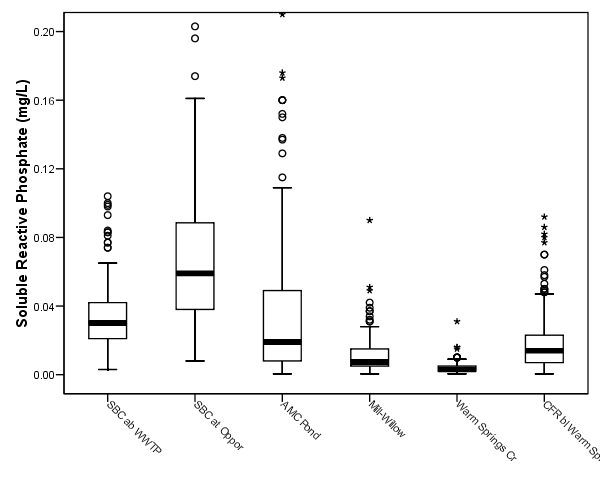 Soluble Reactive Phosphate (mg/L)
0.20
0.16
0.12
0.08
0.04
0.00
SBC ab WWTP
SBC at Oppor
AMC Pond
Mill-Willow
Warm Springs Cr
CFR bl Warm Sp